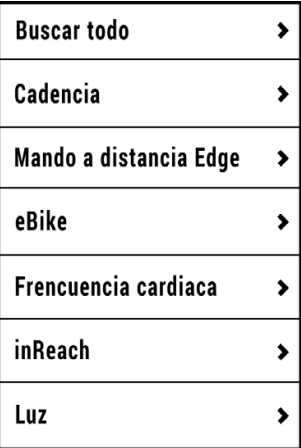 Buscar todo
Cadencia
Mando a distancia Edge
eBike
Frencuencia cardiaca
inReach
Luz